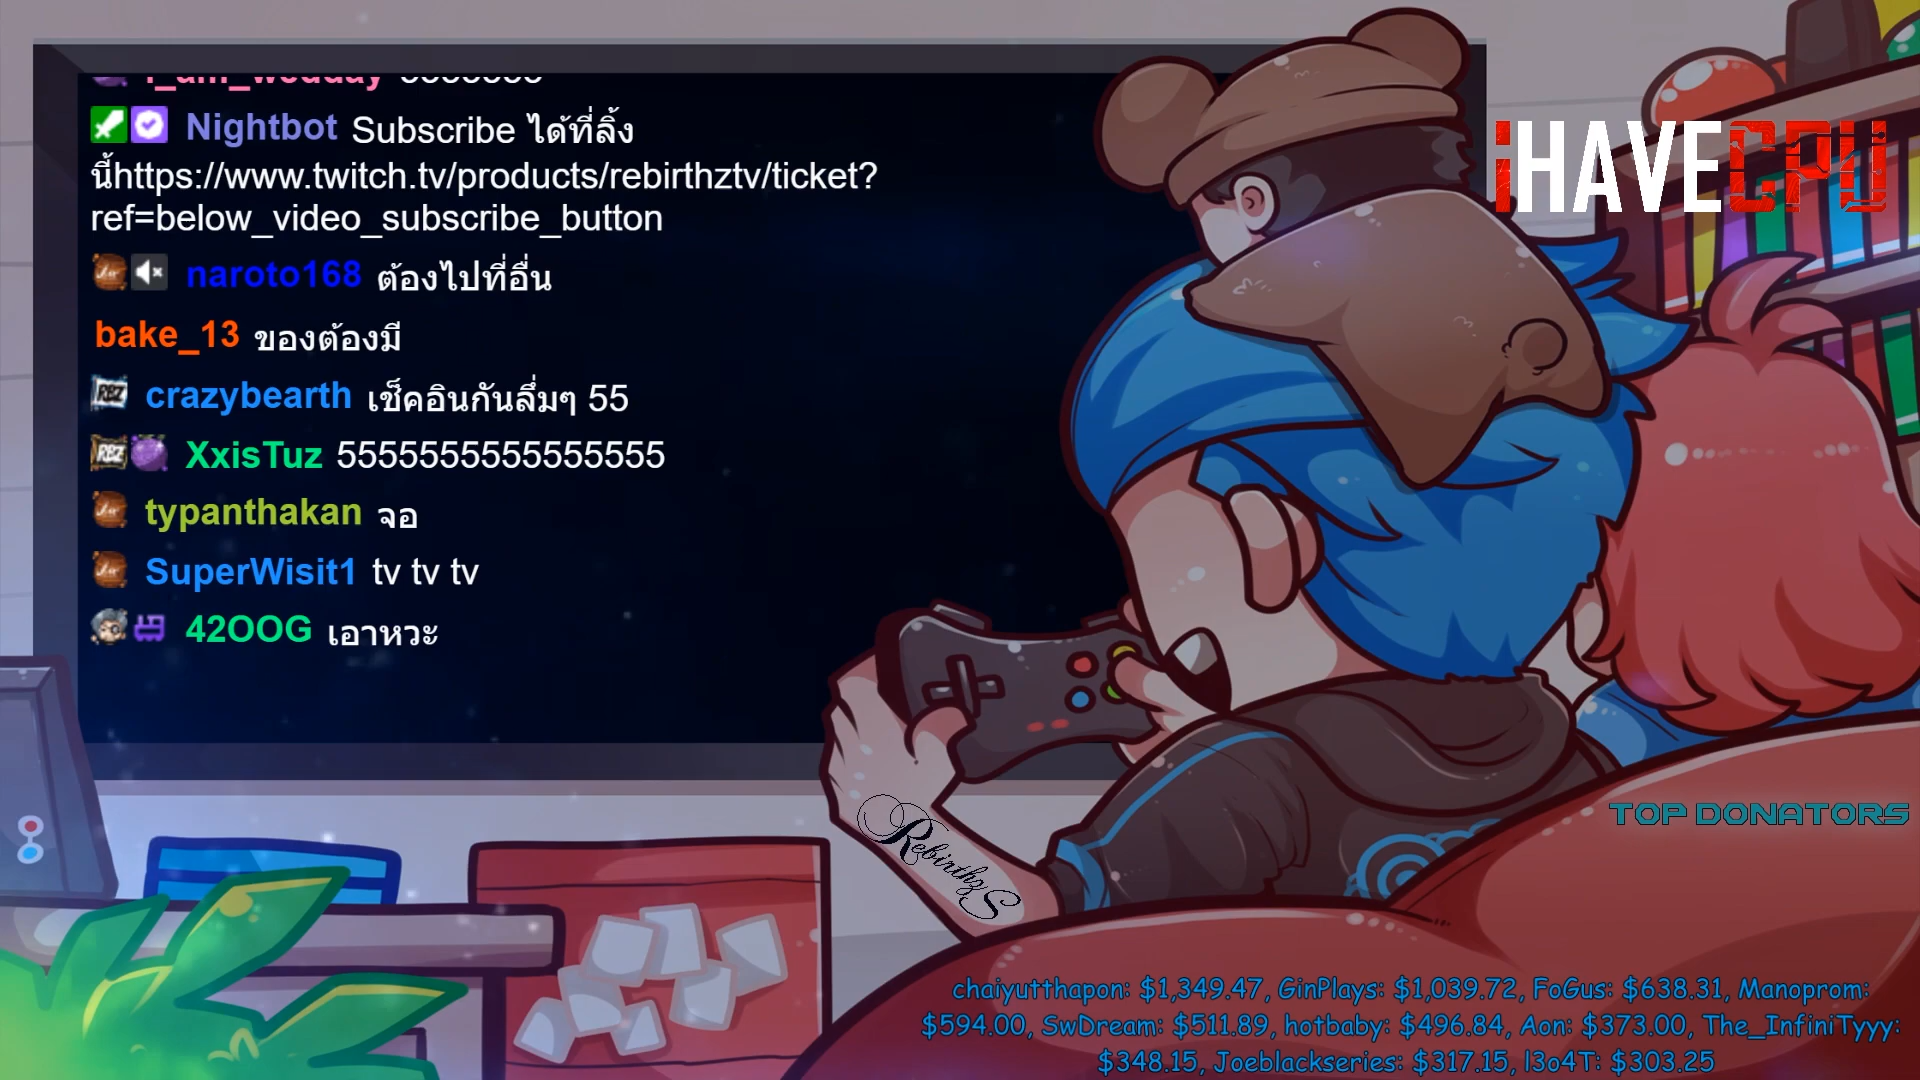 Nightbot Subscribe ได้ที่ลิ้ง
นี้https://www.twitch.tv/products/rebirthztv/ticket?
ref=below_video_subscribe_button
naroto168 ต้องไปที่อื่น
bake_13 ของต้องมี
crazybearth เช็คอินกันลึ่มๆ 55
XxisTuz 5555555555555555
typanthakan จอ
SuperWisit1 tv tv tv
42OOG เอาหวะ
iHAVECPU
RebirthzS
TOP DONATORS
chaiyutthapon: $1,349.47, GinPlays: $1,039.72, FoGus: $638.31, Manoprom:
$594.00, SwDream: $511.89, hotbaby: $496.84, Aon: $373.00, The_InfiniTyyy:
$348.15, Joeblackseries: $317.15, l3o4T: $303.25